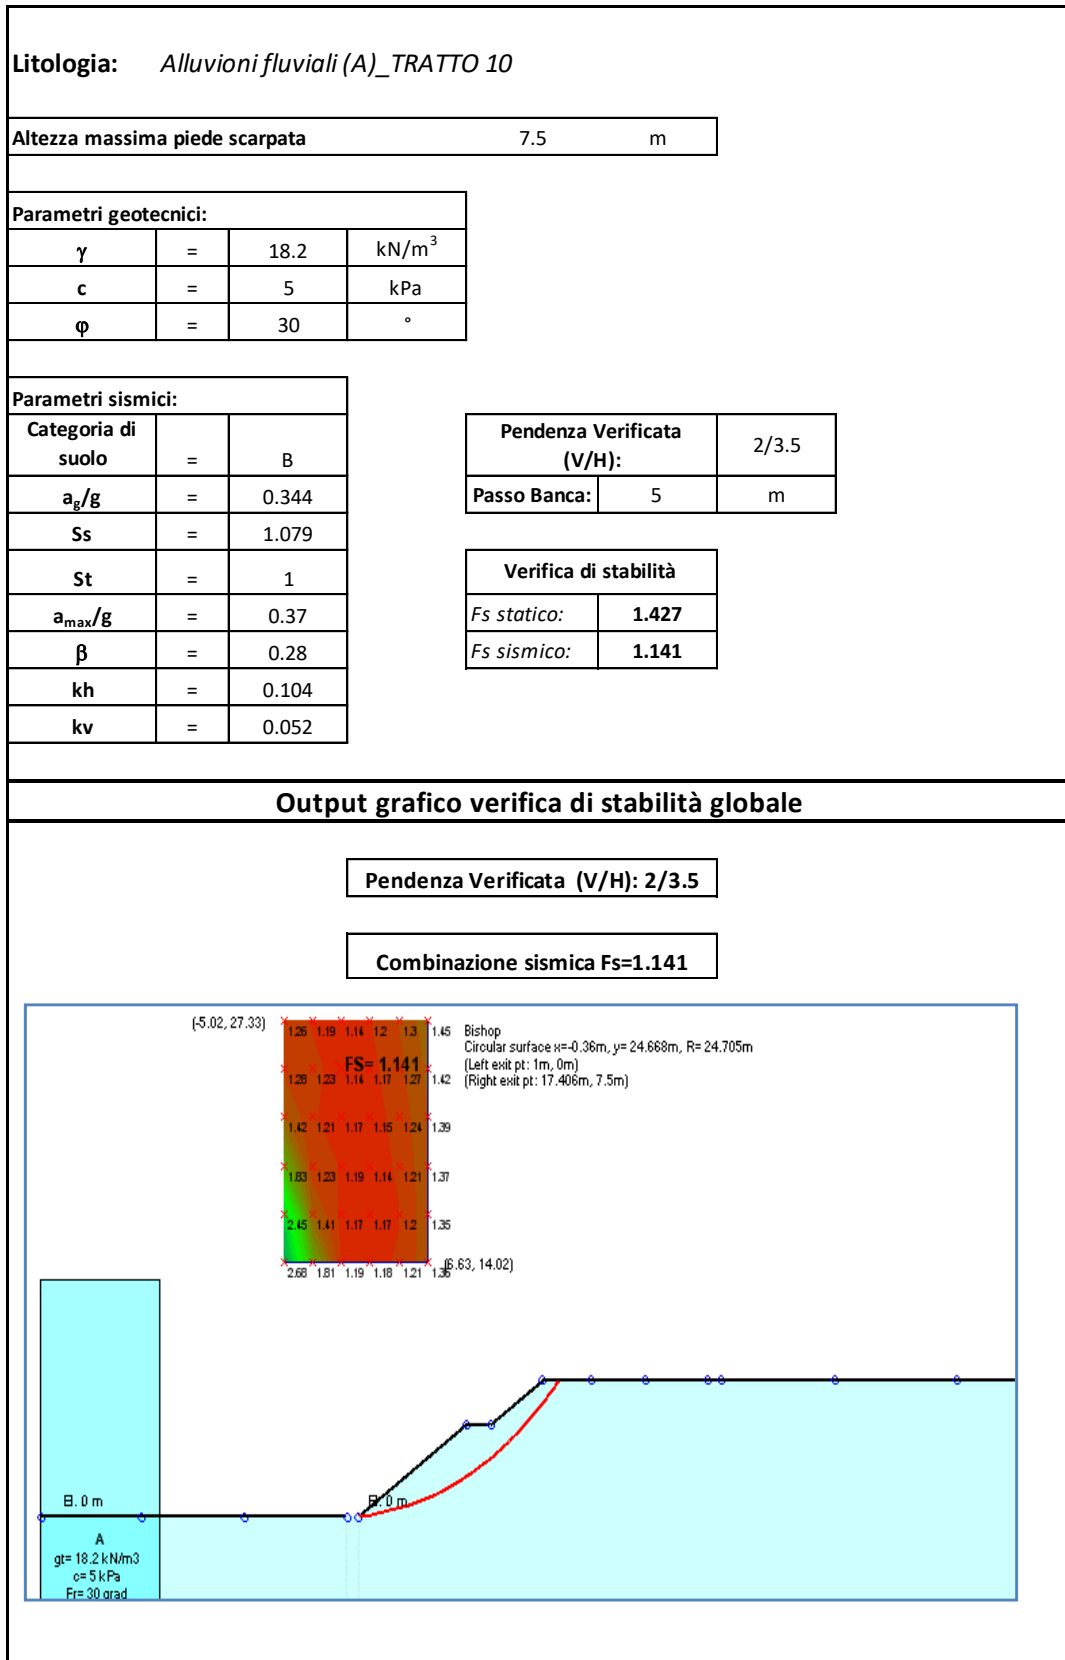 Litologia: Alluvioni fluviali (A)_TRATTO 10
Altezza massima piede scarpata 7.5 m
Parametri geotecnici:
γ = 18.2 kN/m³
c = 5 kPa
φ = 30 °
Parametri sismici:
Categoria di suolo = B
ag/g = 0.344
Ss = 1.079
St = 1
amax/g = 0.37
β = 0.28
kh = 0.104
kv = 0.052
Pendenza Verificata (V/H): 2/3.5
Passo Banca: 5 m
Verifica di stabilità
Fs statico: 1.427
Fs sismico: 1.141
Output grafico verifica di stabilità globale
Pendenza Verificata (V/H): 2/3.5
Combinazione sismica Fs=1.141
(-5.02, 27.33)
1.26 1.19 1.14 1.2 1.3 1.45
FS= 1.141
1.28 1.23 1.14 1.17 1.27 1.42
1.42 1.21 1.17 1.15 1.24 1.39
1.83 1.23 1.19 1.14 1.21 1.37
2.45 1.41 1.17 1.17 1.2 1.35
2.68 1.81 1.19 1.18 1.21
(6.63, 14.02)
Bishop
Circular surface x=-0.36m, y= 24.668m, R= 24.705m
(Left exit pt: 1m, 0m)
(Right exit pt: 17.406m, 7.5m)
El. 0 m
El. 0 m
A
gt= 18.2 kN/m3
c= 5 kPa
Fr= 30 grad